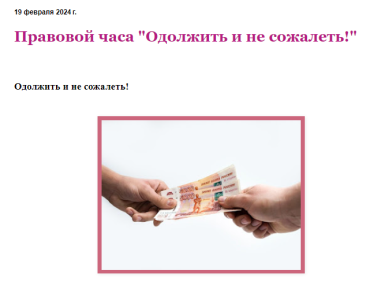 19 февраля 2024 г.
Правовой часа "Одолжить и не сожалеть!"
Одолжить и не сожалеть!